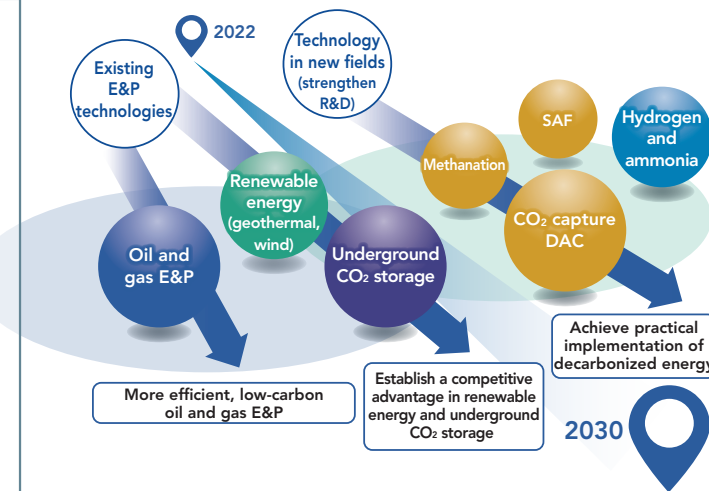 2022
Existing
E&P
technologies
Technology
in new fields
(strengthen
R&D)
SAF
Hydrogen
and
ammonia
Methanation
Renewable
energy
(geothermal,
wind)
CO₂ capture
DAC
Oil and
gas E&P
Underground
CO₂ storage
Achieve practical
implementation of
decarbonized energy
More efficient, low-carbon
oil and gas E&P
Establish a competitive
advantage in renewable
energy and underground
CO₂ storage
2030